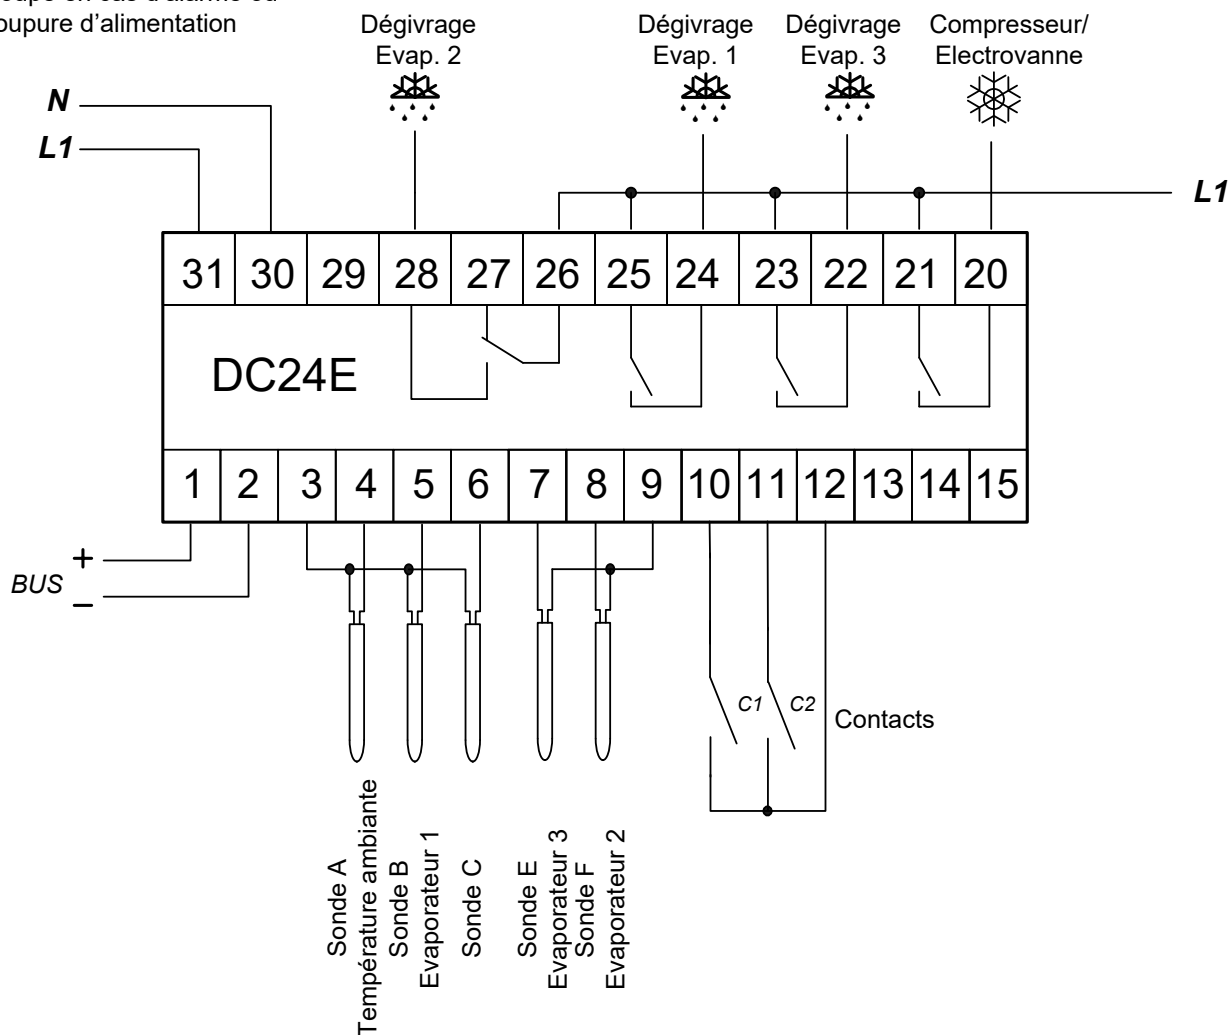 oupure d'alimentation
Dégivrage
Evap. 2
Dégivrage
Evap. 1
Dégivrage
Evap. 3
Compresseur/
Electrovanne
N
L1
L1
31 30 29 28 27 26 25 24 23 22 21 20
DC24E
1 2 3 4 5 6 7 8 9 10 11 12 13 14 15
+
BUS
–
C1 C2
Contacts
Sonde A
Température ambiante
Sonde B
Evaporateur 1
Sonde C
Sonde E
Evaporateur 3
Sonde F
Evaporateur 2